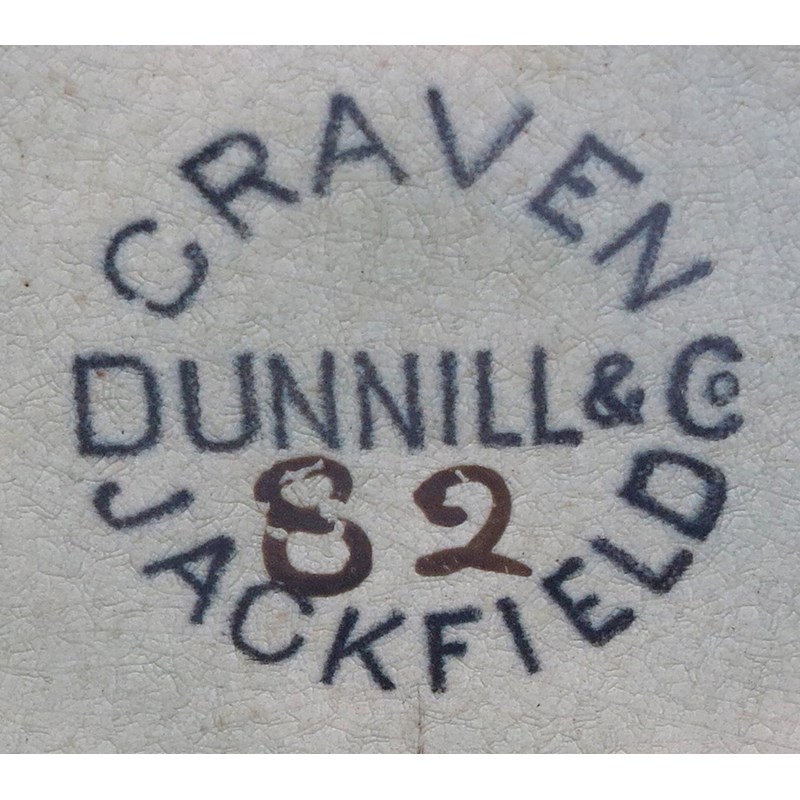 CRAVEN
DUNNILL & Co
82
JACKFIELD